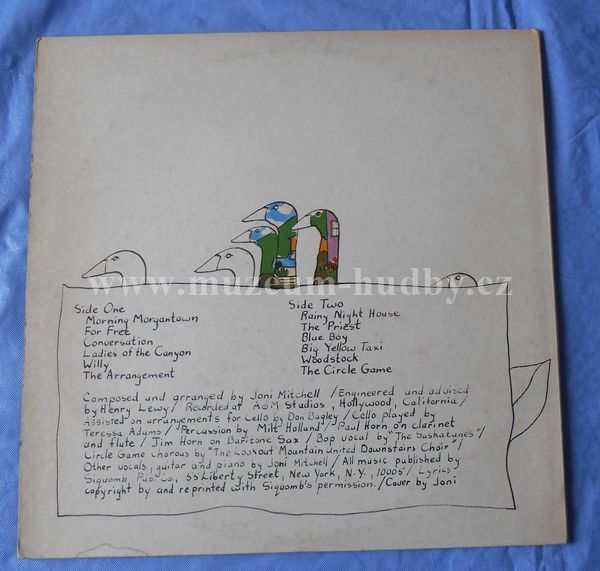 Side One
Morning Morgantown
For Free
Conversation
Ladies of the Canyon
Willy
The Arrangement
Side Two
Rainy Night House
The Priest
Blue Boy
Big Yellow Taxi
Woodstock
The Circle Game
www.muzeum-hudby.cz
Composed and arranged by Joni Mitchell / Engineered and advised
by Henry Lewy / Recorded at A&M Studios, Hollywood, California /
Assisted on arrangements for Cello by Don Bagley / Cello played by
Teressa Adams / Percussion by Milt Holland / Paul Horn on clarinet
and flute / Jim Horn on Baritone Sax / Bop vocal by "The Saskatunes" /
Circle Game chorous by "The Lookout Mountain United Downstairs Choir" /
Other vocals, guitar and piano by Joni Mitchell / All music published by
Siquomb Pub. Co., 55 Liberty Street, New York, N.Y., 10005 / Lyrics
copyright by and reprinted with Siquomb's permission. / Cover by Joni